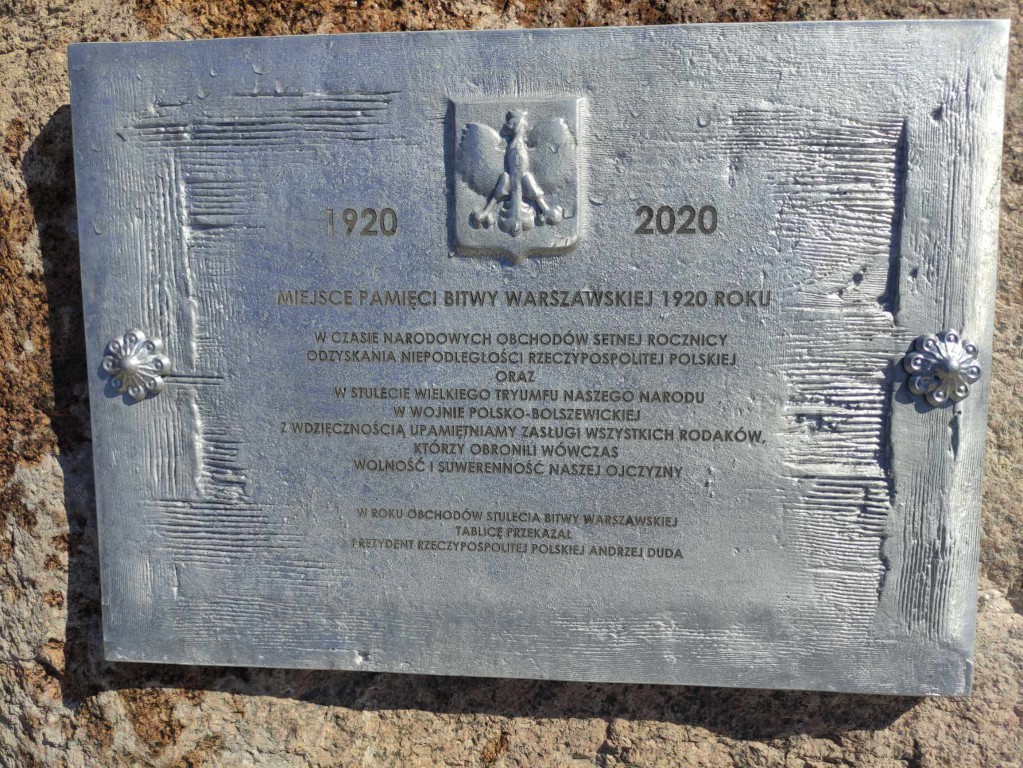 1920 2020
MIEJSCE PAMIĘCI BITWY WARSZAWSKIEJ 1920 ROKU
W CZASIE NARODOWYCH OBCHODÓW SETNEJ ROCZNICY
ODZYSKANIA NIEPODLEGŁOŚCI RZECZYPOSPOLITEJ POLSKIEJ
ORAZ
W STULECIE WIELKIEGO TRYUMFU NASZEGO NARODU
W WOJNIE POLSKO-BOLSZEWICKIEJ
Z WDZIĘCZNOŚCIĄ UPAMIĘTNIAMY ZASŁUGI WSZYSTKICH RODAKÓW,
KTÓRZY OBRONILI WÓWCZAS
WOLNOŚĆ I SUWERENNOŚĆ NASZEJ OJCZYZNY
W ROKU OBCHODÓW STULECIA BITWY WARSZAWSKIEJ
TABLICĘ PRZEKAZAŁ
PREZYDENT RZECZYPOSPOLITEJ POLSKIEJ ANDRZEJ DUDA